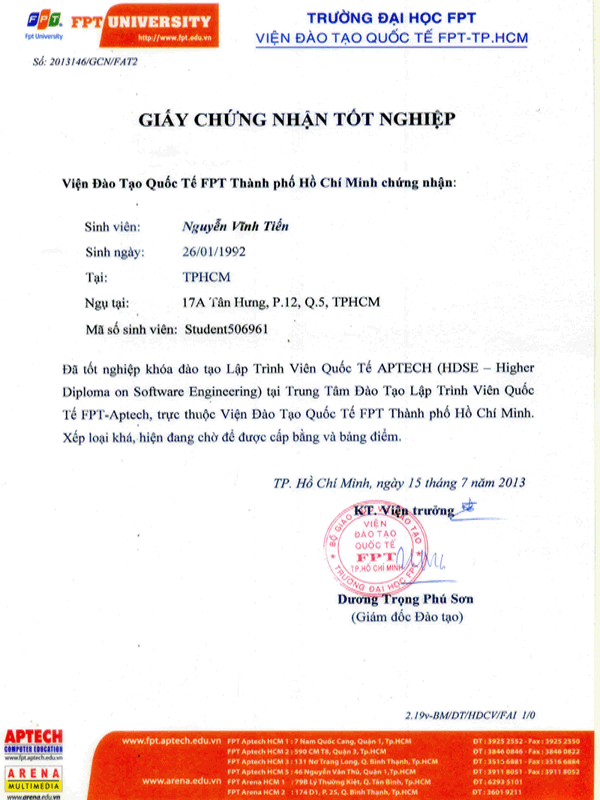 FPT
Fpt University
FPT UNIVERSITY
http://www.fpt.edu.vn
TRƯỜNG ĐẠI HỌC FPT
VIỆN ĐÀO TẠO QUỐC TẾ FPT-TP.HCM
Số: 2013146/GCN/FAT2
GIẤY CHỨNG NHẬN TỐT NGHIỆP
Viện Đào Tạo Quốc Tế FPT Thành phố Hồ Chí Minh chứng nhận:
Sinh viên: Nguyễn Vĩnh Tiến
Sinh ngày: 26/01/1992
Tại: TPHCM
Ngụ tại: 17A Tân Hưng, P.12, Q.5, TPHCM
Mã số sinh viên: Student506961
Đã tốt nghiệp khóa đào tạo Lập Trình Viên Quốc Tế APTECH (HDSE – Higher
Diploma on Software Engineering) tại Trung Tâm Đào Tạo Lập Trình Viên Quốc
Tế FPT-Aptech, trực thuộc Viện Đào Tạo Quốc Tế FPT Thành phố Hồ Chí Minh.
Xếp loại khá, hiện đang chờ để được cấp bằng và bảng điểm.
TP. Hồ Chí Minh, ngày 15 tháng 7 năm 2013
KT. Viện trưởng
BỘ GIÁO VÀ ĐÀO TẠO
VIỆN
ĐÀO TẠO
QUỐC TẾ
FPT
TP.HỒ CHÍ MINH
TRƯỜNG ĐẠI HỌC FPT
Dương Trọng Phú Sơn
(Giám đốc Đào tạo)
2.19v-BM/DT/HDCV/FAI 1/0
APTECH
COMPUTER EDUCATION
www.fpt.aptech.edu.vn
ARENA
MULTIMEDIA
www.arena.edu.vn
www.fpt.aptech.edu.vn FPT Aptech HCM 1 : 7 Nam Quốc Cang, Quận 1, Tp.HCM ĐT : 3925 2552 - Fax : 3925 2550
FPT Aptech HCM 2 : 590 CMT8, Quận 3, Tp.HCM ĐT : 3846 0846 - Fax : 3846 0822
FPT Aptech HCM 3 : 131 Nơ Trang Long, Q. Bình Thạnh, Tp.HCM ĐT : 3515 6881 - Fax : 3516 6884
FPT Aptech HCM 5 : 46 Nguyễn Văn Thủ, Quận 1, Tp.HCM ĐT : 3911 8051 - Fax : 3911 8052
www.arena.edu.vn FPT Arena HCM 1 : 79B Lý Thường Kiệt, Q. Tân Bình, Tp.HCM ĐT : 6293 5101
FPT Arena HCM 2 : 174 D1, P. 25, Q. Bình Thạnh, Tp.HCM ĐT : 3601 9211